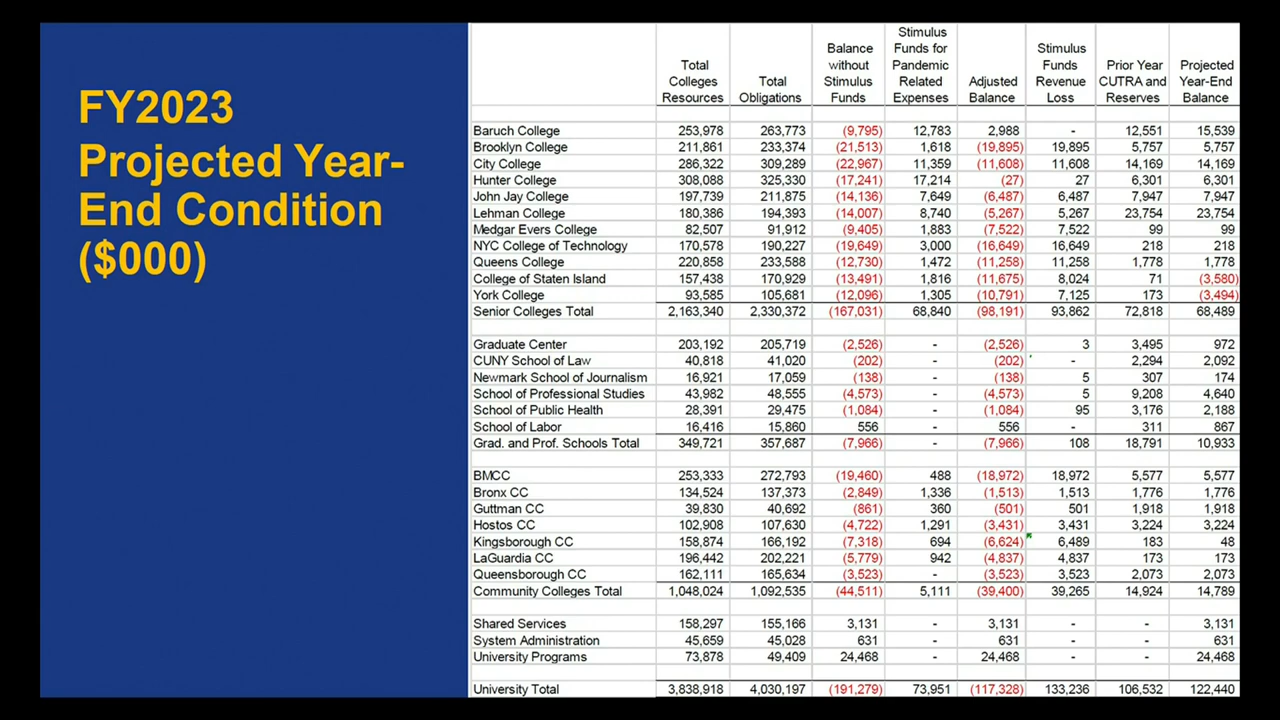 FY2023
Projected Year-
End Condition
($000)
Total Colleges Resources | Total Obligations | Balance without Stimulus Funds | Stimulus Funds for Pandemic Related Expenses | Adjusted Balance | Stimulus Funds Revenue Loss | Prior Year CUTRA and Reserves | Projected Year-End Balance
Baruch College 253,978 263,773 (9,795) 12,783 2,988 - 12,551 15,539
Brooklyn College 211,861 233,374 (21,513) 1,618 (19,895) 19,895 5,757 5,757
City College 286,322 309,289 (22,967) 11,359 (11,608) 11,608 14,169 14,169
Hunter College 308,088 325,330 (17,241) 17,214 (27) 27 6,301 6,301
John Jay College 197,739 211,875 (14,136) 7,649 (6,487) 6,487 7,947 7,947
Lehman College 180,386 194,393 (14,007) 8,740 (5,267) 5,267 23,754 23,754
Medgar Evers College 82,507 91,912 (9,405) 1,883 (7,522) 7,522 99 99
NYC College of Technology 170,578 190,227 (19,649) 3,000 (16,649) 16,649 218 218
Queens College 220,858 233,588 (12,730) 1,472 (11,258) 11,258 1,778 1,778
College of Staten Island 157,438 170,929 (13,491) 1,816 (11,675) 8,024 71 (3,580)
York College 93,585 105,681 (12,096) 1,305 (10,791) 7,125 173 (3,494)
Senior Colleges Total 2,163,340 2,330,372 (167,031) 68,840 (98,191) 93,862 72,818 68,489
Graduate Center 203,192 205,719 (2,526) - (2,526) 3 3,495 972
CUNY School of Law 40,818 41,020 (202) - (202) - 2,294 2,092
Newmark School of Journalism 16,921 17,059 (138) - (138) 5 307 174
School of Professional Studies 43,982 48,555 (4,573) - (4,573) 5 9,208 4,640
School of Public Health 28,391 29,475 (1,084) - (1,084) 95 3,176 2,188
School of Labor 16,416 15,860 556 - 556 - 311 867
Grad. and Prof. Schools Total 349,721 357,687 (7,966) - (7,966) 108 18,791 10,933
BMCC 253,333 272,793 (19,460) 488 (18,972) 18,972 5,577 5,577
Bronx CC 134,524 137,373 (2,849) 1,336 (1,513) 1,513 1,776 1,776
Guttman CC 39,830 40,692 (861) 360 (501) 501 1,918 1,918
Hostos CC 102,908 107,630 (4,722) 1,291 (3,431) 3,431 3,224 3,224
Kingsborough CC 158,874 166,192 (7,318) 694 (6,624) 6,489 183 48
LaGuardia CC 196,442 202,221 (5,779) 942 (4,837) 4,837 173 173
Queensborough CC 162,111 165,634 (3,523) - (3,523) 3,523 2,073 2,073
Community Colleges Total 1,048,024 1,092,535 (44,511) 5,111 (39,400) 39,265 14,924 14,789
Shared Services 158,297 155,166 3,131 - 3,131 - - 3,131
System Administration 45,659 45,028 631 - 631 - - 631
University Programs 73,878 49,409 24,468 - 24,468 - - 24,468
University Total 3,838,918 4,030,197 (191,279) 73,951 (117,328) 133,236 106,532 122,440